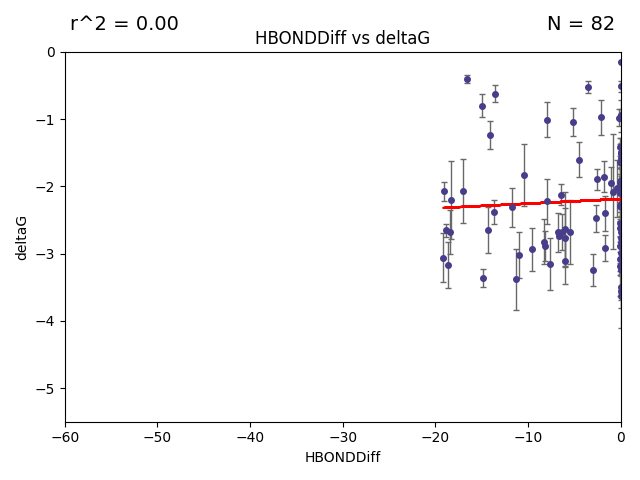 r^2 = 0.00
N = 82
HBONDDiff vs deltaG
deltaG
0
−1
−2
−3
−4
−5
−60
−50
−40
−30
−20
−10
0
HBONDDiff